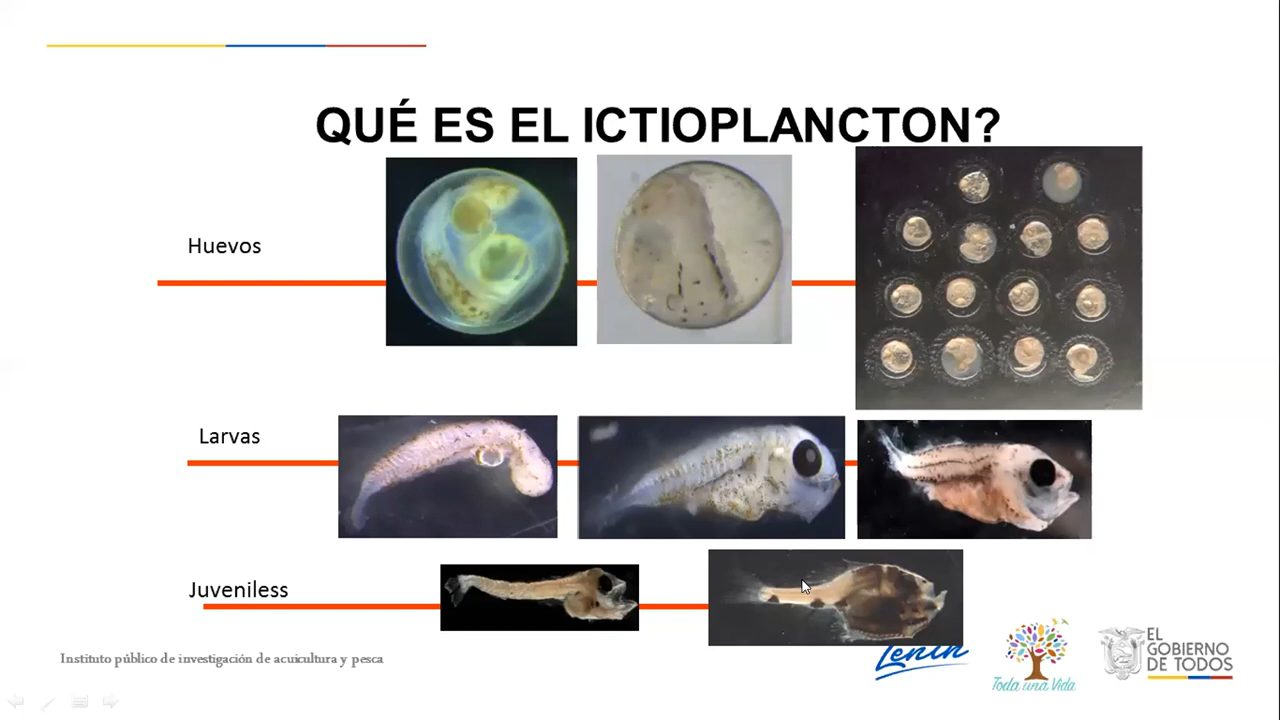 QUÉ ES EL ICTIOPLANCTON?
Huevos
Larvas
Juveniless
Instituto público de investigación de acuicultura y pesca
Lenín
Toda una Vida
EL
GOBIERNO
DE TODOS